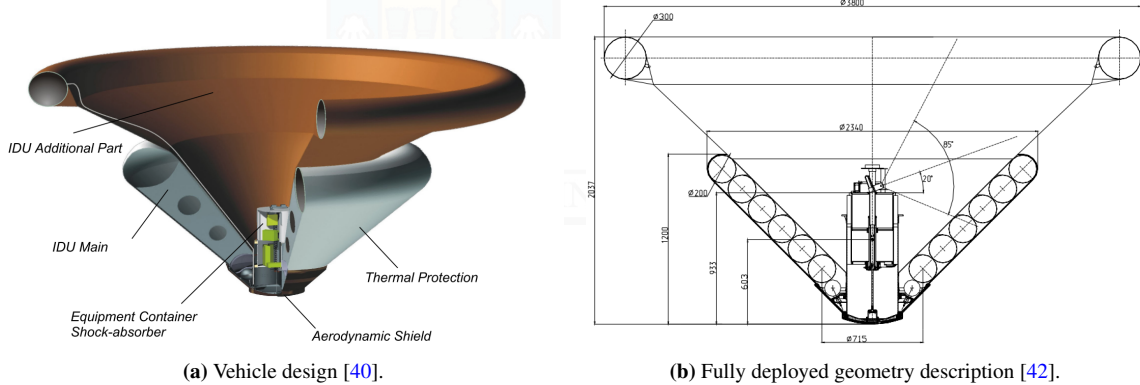 IDU Additional Part
IDU Main
Equipment Container
Shock-absorber
Thermal Protection
Aerodynamic Shield
(a) Vehicle design [40].
Ø3800
Ø300
Ø2340
85°
20°
Ø200
2037
1200
933
603
Ø715
(b) Fully deployed geometry description [42].